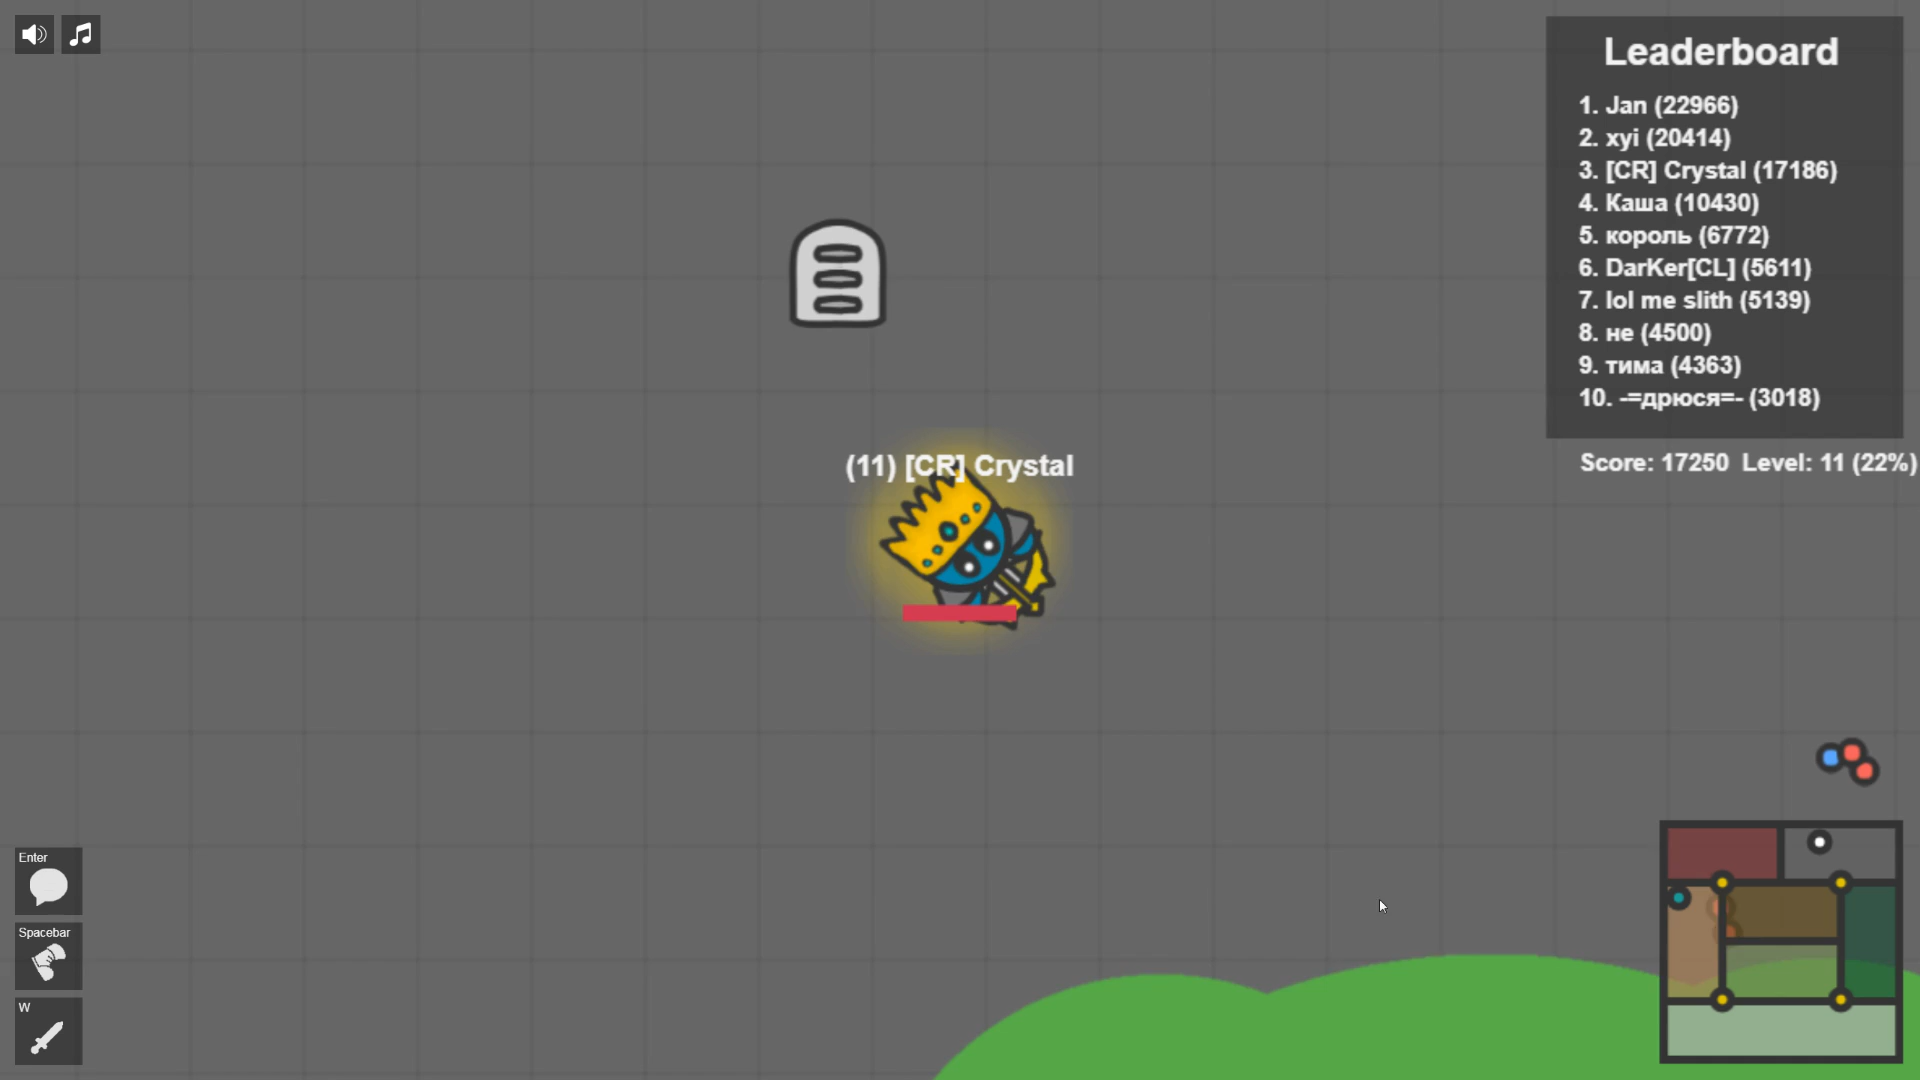 Leaderboard
1. Jan (22966)
2. xyi (20414)
3. [CR] Crystal (17186)
4. Каша (10430)
5. король (6772)
6. DarKer[CL] (5611)
7. lol me slith (5139)
8. не (4500)
9. тима (4363)
10. -=дрюся=- (3018)
Score: 17250 Level: 11 (22%)
(11) [CR] Crystal
Enter
Spacebar
W